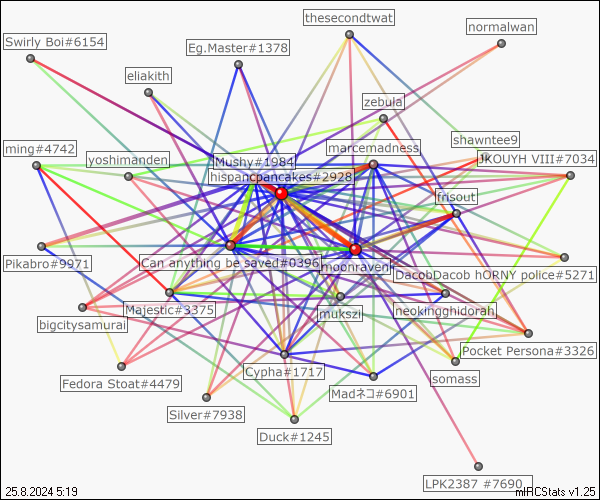 thesecondtwat
normalwan
Swirly Boi#6154
Eg.Master#1378
eliakith
zebula
shawntee9
marcemadness
ming#4742
yoshimanden
Mushy#1984
JKOUYH VIII#7034
hispancpancakes#2928
frisout
Pikabro#9971
Can anything be saved#0396
moonravenk
DacobDacob hORNY police#5271
bigcitysamurai
Majestic#3375
mukszi
neokingghidorah
Pocket Persona#3326
Fedora Stoat#4479
Cypha#1717
somass
Silver#7938
Madネコ#6901
Duck#1245
LPK2387 #7690
25.8.2024 5:19
mIRCStats v1.25